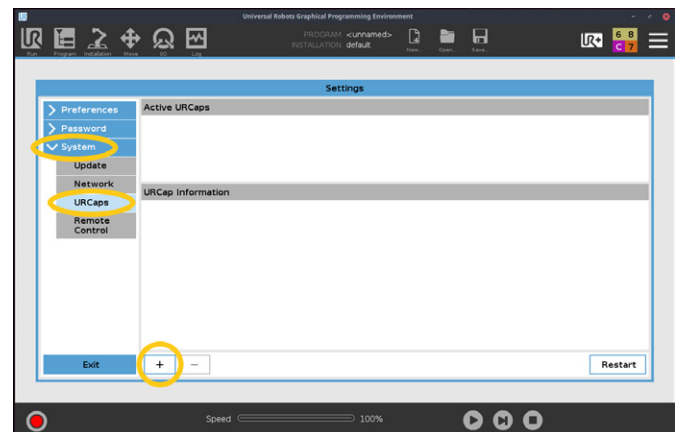 Universal Robots Graphical Programming Environment
PROGRAM <unnamed>
INSTALLATION default
Run Program Installation Move I/O Log
New... Open... Save...
6 8
C 7
Settings
Preferences
Password
System
Update
Network
URCaps
Remote
Control
Active URCaps
URCap Information
Exit
+ −
Restart
Speed 100%